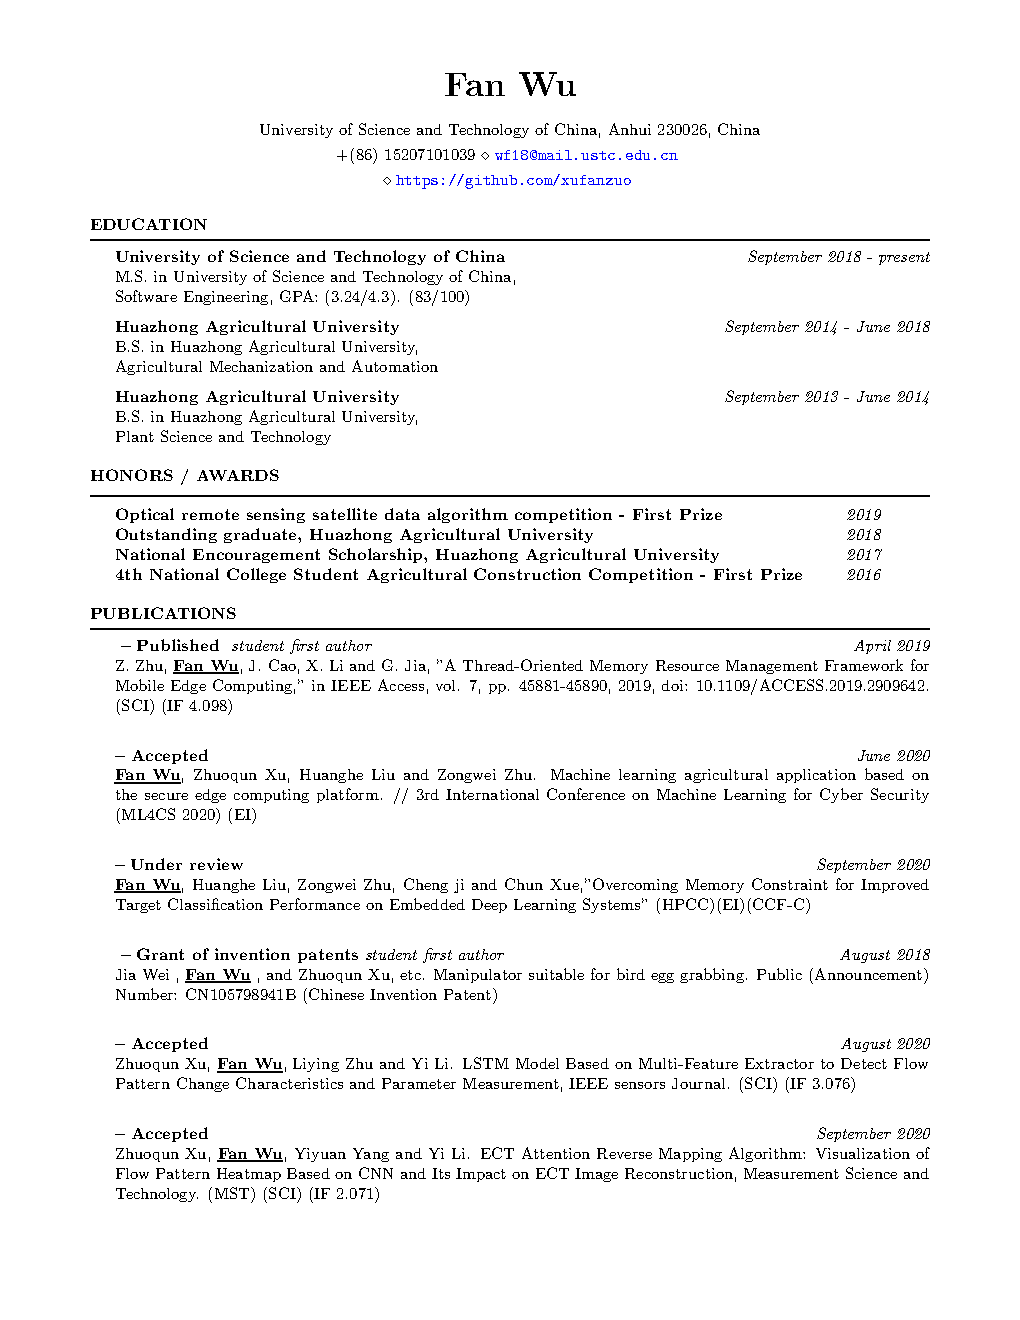 Fan Wu
University of Science and Technology of China, Anhui 230026, China
+(86) 15207101039 ⋄ wf18@mail.ustc.edu.cn
⋄ https://github.com/xufanzuo
EDUCATION
University of Science and Technology of China September 2018 - present
M.S. in University of Science and Technology of China,
Software Engineering, GPA: (3.24/4.3). (83/100)
Huazhong Agricultural University September 2014 - June 2018
B.S. in Huazhong Agricultural University,
Agricultural Mechanization and Automation
Huazhong Agricultural University September 2013 - June 2014
B.S. in Huazhong Agricultural University,
Plant Science and Technology
HONORS / AWARDS
Optical remote sensing satellite data algorithm competition - First Prize 2019
Outstanding graduate, Huazhong Agricultural University 2018
National Encouragement Scholarship, Huazhong Agricultural University 2017
4th National College Student Agricultural Construction Competition - First Prize 2016
PUBLICATIONS
– Published student first author April 2019
Z. Zhu, Fan Wu, J. Cao, X. Li and G. Jia, "A Thread-Oriented Memory Resource Management Framework for
Mobile Edge Computing," in IEEE Access, vol. 7, pp. 45881-45890, 2019, doi: 10.1109/ACCESS.2019.2909642.
(SCI) (IF 4.098)
– Accepted June 2020
Fan Wu, Zhuoqun Xu, Huanghe Liu and Zongwei Zhu. Machine learning agricultural application based on
the secure edge computing platform. // 3rd International Conference on Machine Learning for Cyber Security
(ML4CS 2020) (EI)
– Under review September 2020
Fan Wu, Huanghe Liu, Zongwei Zhu, Cheng ji and Chun Xue,"Overcoming Memory Constraint for Improved
Target Classification Performance on Embedded Deep Learning Systems" (HPCC)(EI)(CCF-C)
– Grant of invention patents student first author August 2018
Jia Wei , Fan Wu , and Zhuoqun Xu, etc. Manipulator suitable for bird egg grabbing. Public (Announcement)
Number: CN105798941B (Chinese Invention Patent)
– Accepted August 2020
Zhuoqun Xu, Fan Wu, Liying Zhu and Yi Li. LSTM Model Based on Multi-Feature Extractor to Detect Flow
Pattern Change Characteristics and Parameter Measurement, IEEE sensors Journal. (SCI) (IF 3.076)
– Accepted September 2020
Zhuoqun Xu, Fan Wu, Yiyuan Yang and Yi Li. ECT Attention Reverse Mapping Algorithm: Visualization of
Flow Pattern Heatmap Based on CNN and Its Impact on ECT Image Reconstruction, Measurement Science and
Technology. (MST) (SCI) (IF 2.071)